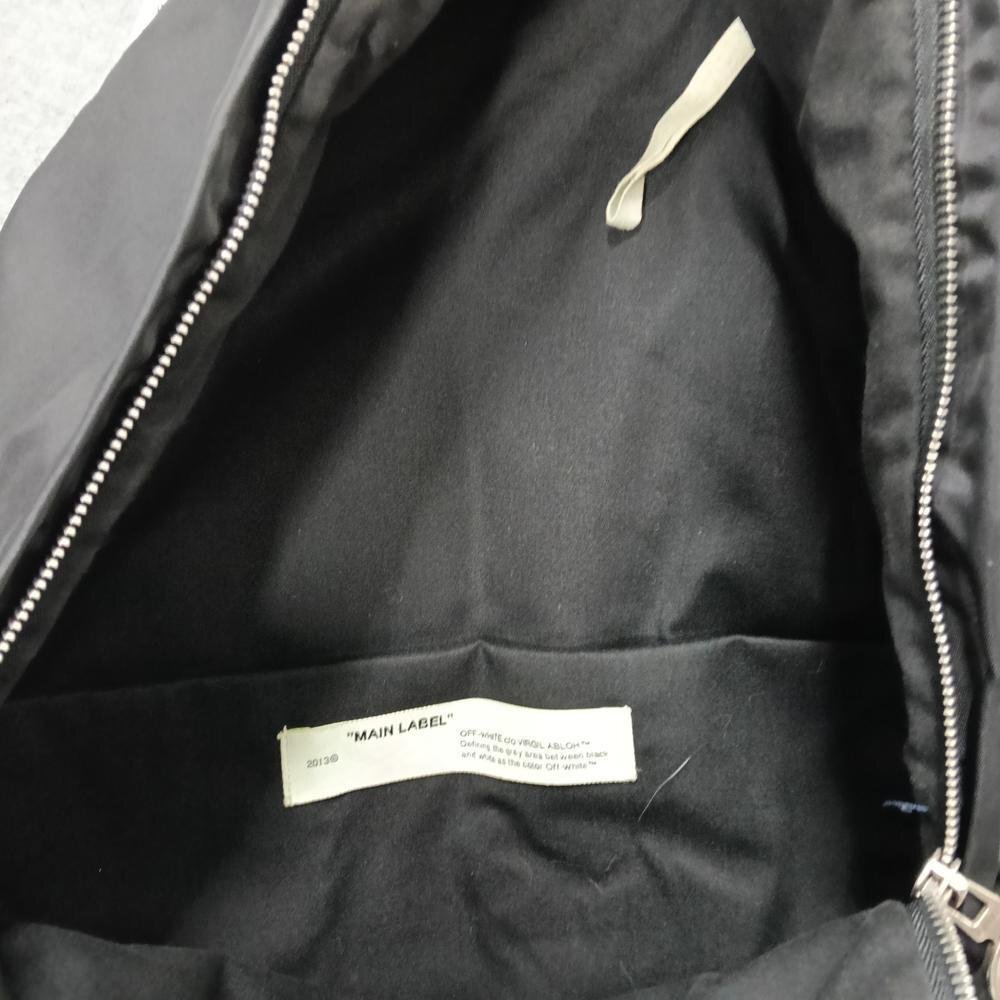 "MAIN LABEL"
2013©
OFF-WHITE c/o VIRGIL ABLOH™
Defining the grey area between black
and white as the color Off-White™